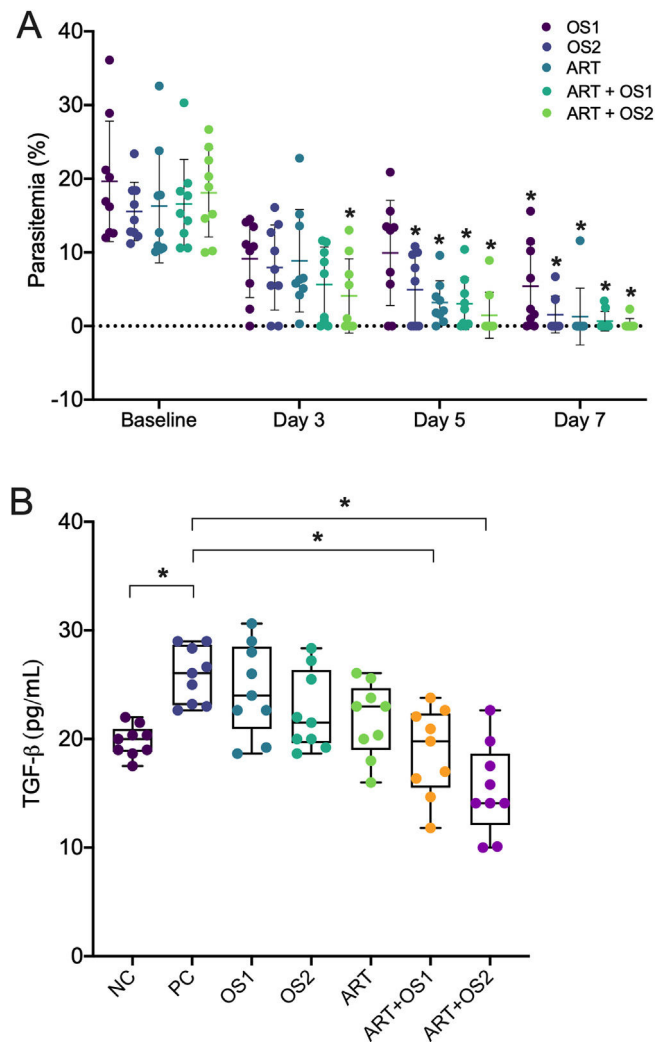 A
OS1
OS2
ART
ART + OS1
ART + OS2
Parasitemia (%)
40
30
20
10
0
-10
* * * * * * * * * *
Baseline Day 3 Day 5 Day 7
B
TGF-β (pg/mL)
40
30
20
10
0
*
*
*
NC PC OS1 OS2 ART ART+OS1 ART+OS2